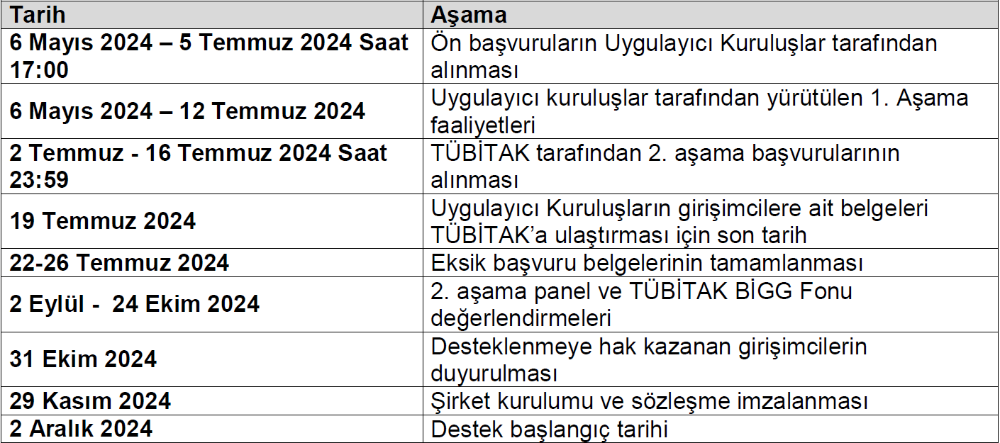 Tarih
Aşama
6 Mayıs 2024 – 5 Temmuz 2024 Saat
17:00
Ön başvuruların Uygulayıcı Kuruluşlar tarafından
alınması
6 Mayıs 2024 – 12 Temmuz 2024
Uygulayıcı kuruluşlar tarafından yürütülen 1. Aşama
faaliyetleri
2 Temmuz - 16 Temmuz 2024 Saat
23:59
TÜBİTAK tarafından 2. aşama başvurularının
alınması
19 Temmuz 2024
Uygulayıcı Kuruluşların girişimcilere ait belgeleri
TÜBİTAK’a ulaştırması için son tarih
22-26 Temmuz 2024
Eksik başvuru belgelerinin tamamlanması
2 Eylül -  24 Ekim 2024
2. aşama panel ve TÜBİTAK BİGG Fonu
değerlendirmeleri
31 Ekim 2024
Desteklenmeye hak kazanan girişimcilerin
duyurulması
29 Kasım 2024
Şirket kurulumu ve sözleşme imzalanması
2 Aralık 2024
Destek başlangıç tarihi